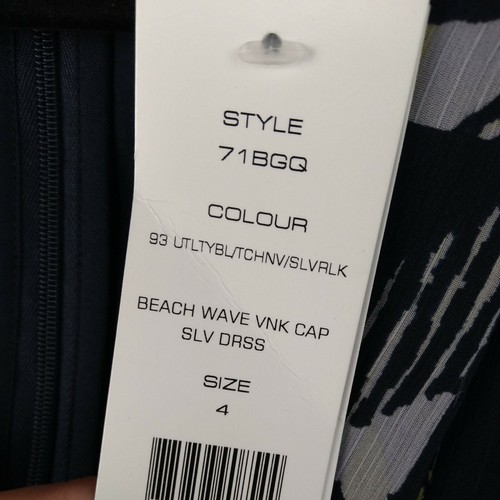 STYLE
71BGQ
COLOUR
93 UTLTYBL/TCHNV/SLVRLK
BEACH WAVE VNK CAP
SLV DRSS
SIZE
4